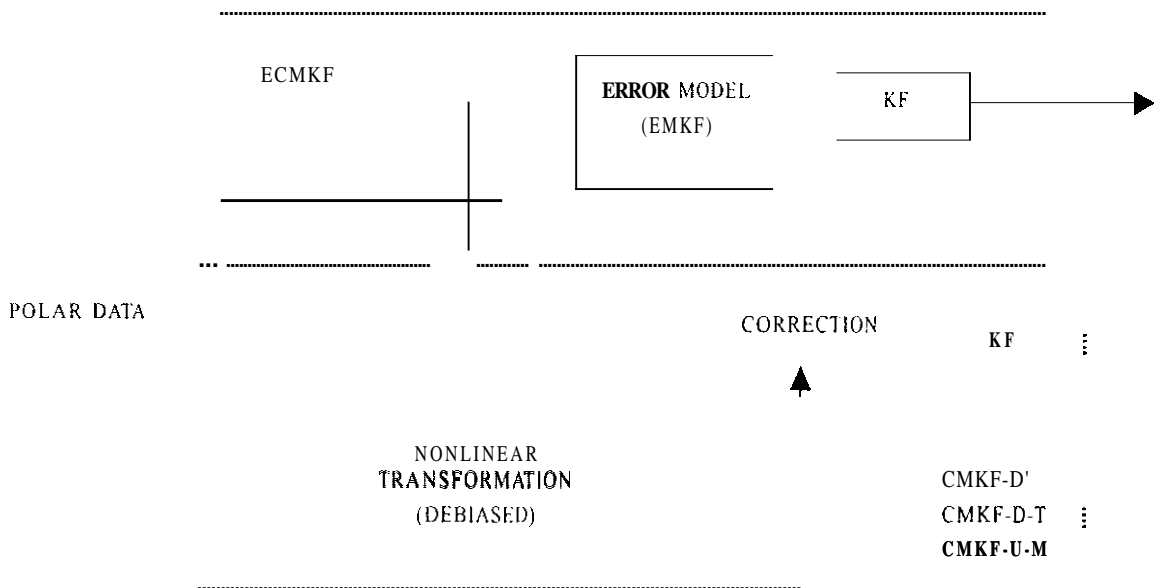 ECMKF
ERROR MODEL
(EMKF)
KF
POLAR DATA
CORRECTION
KF
NONLINEAR
TRANSFORMATION
(DEBIASED)
CMKF-D'
CMKF-D-T
CMKF-U-M